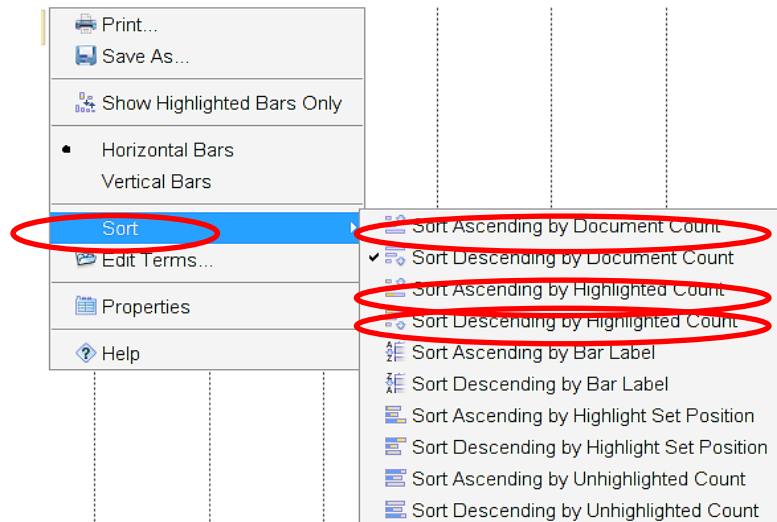 Print...
Save As...
Show Highlighted Bars Only
Horizontal Bars
Vertical Bars
Sort
Edit Terms...
Properties
Help
Sort Ascending by Document Count
Sort Descending by Document Count
Sort Ascending by Highlighted Count
Sort Descending by Highlighted Count
Sort Ascending by Bar Label
Sort Descending by Bar Label
Sort Ascending by Highlight Set Position
Sort Descending by Highlight Set Position
Sort Ascending by Unhighlighted Count
Sort Descending by Unhighlighted Count